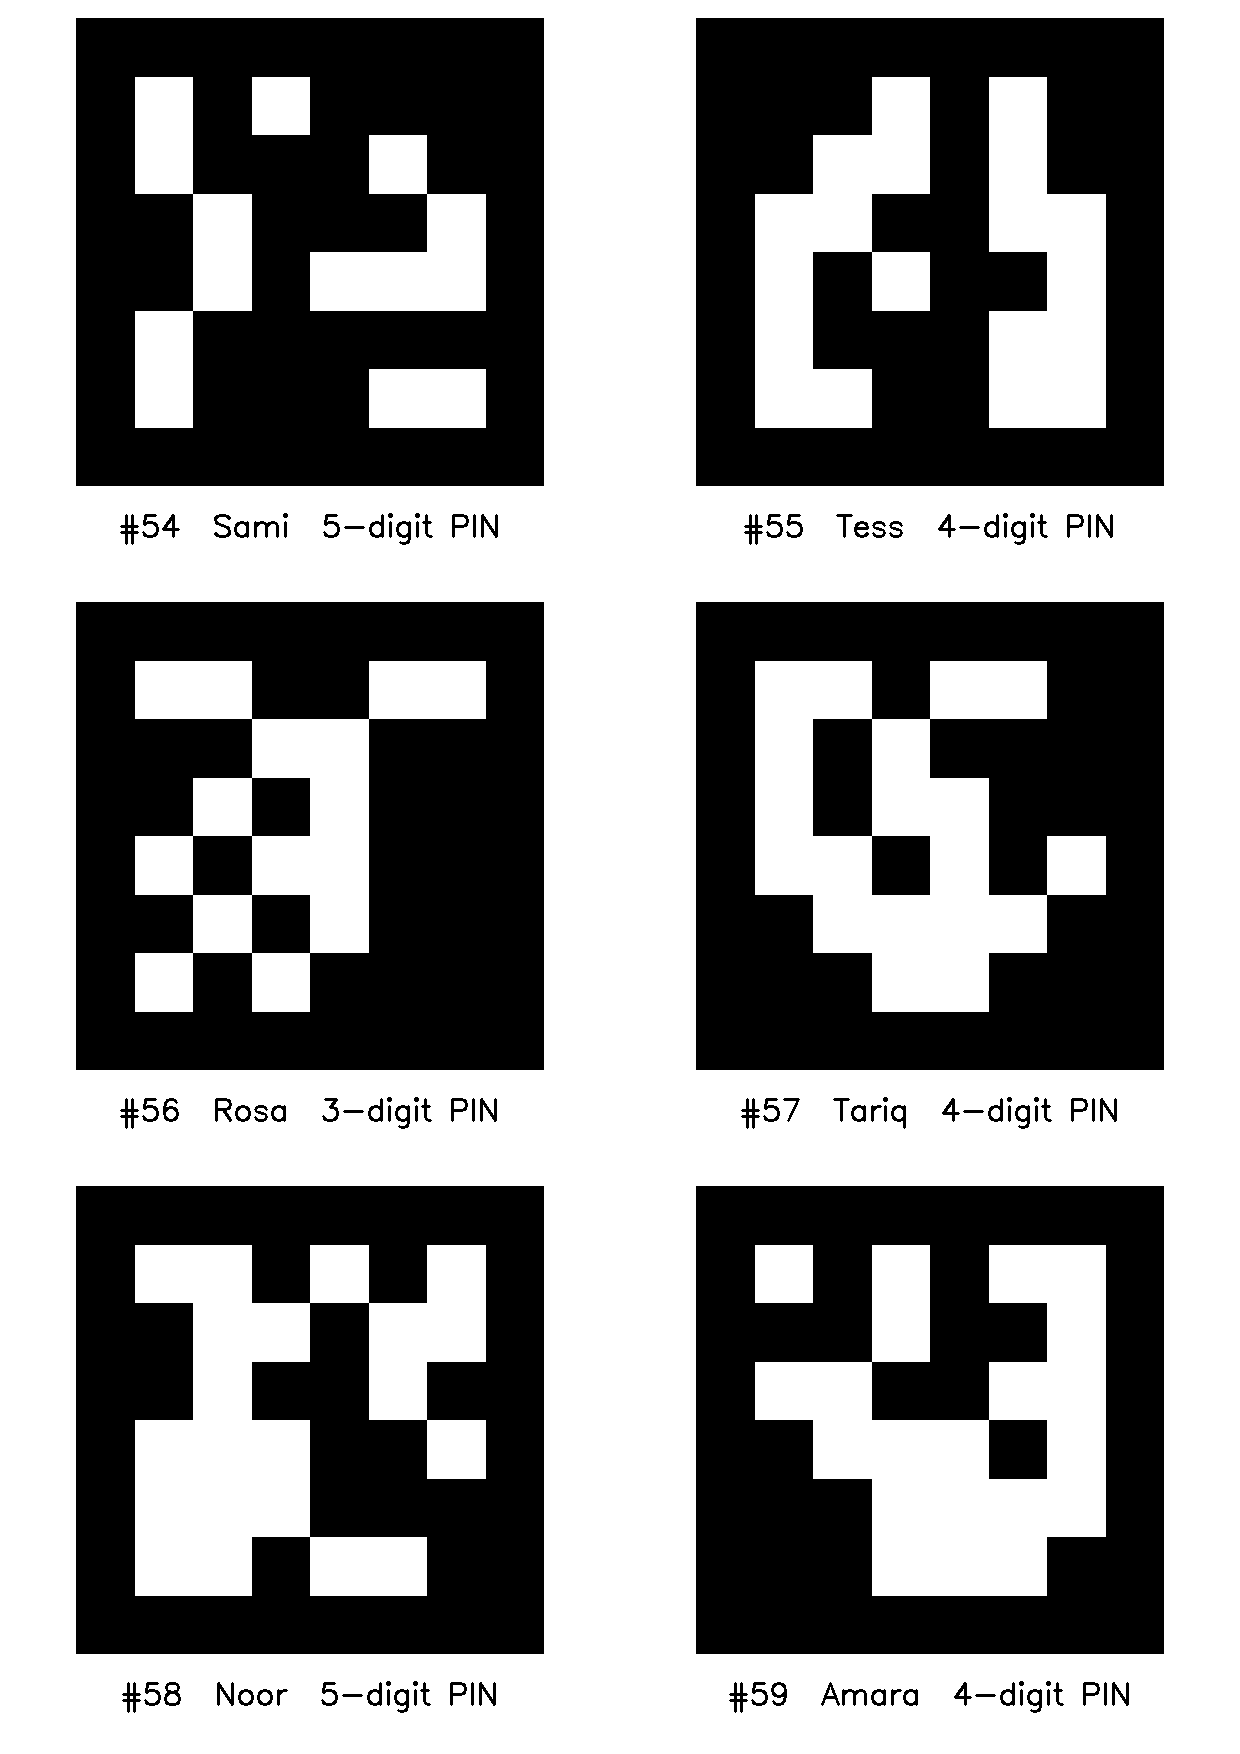 #54 Sami 5-digit PIN
#55 Tess 4-digit PIN
#56 Rosa 3-digit PIN
#57 Tariq 4-digit PIN
#58 Noor 5-digit PIN
#59 Amara 4-digit PIN